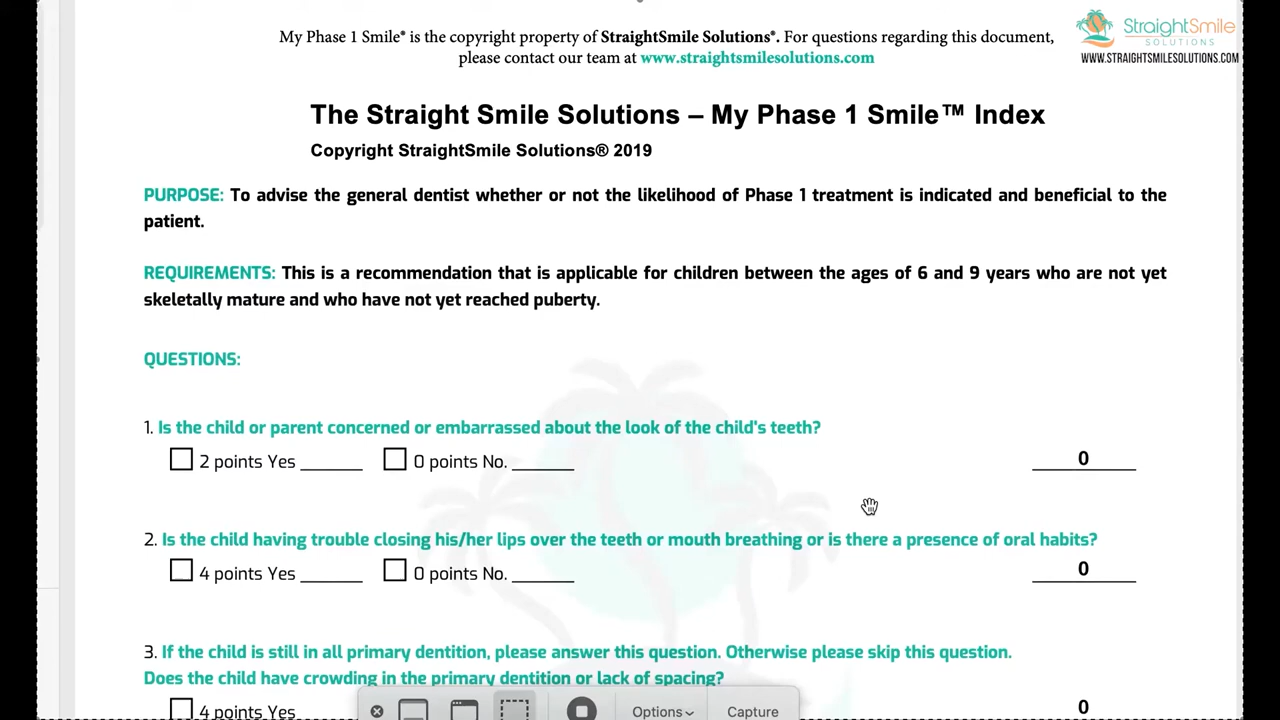 My Phase 1 Smile® is the copyright property of StraightSmile Solutions®. For questions regarding this document,
please contact our team at www.straightsmilesolutions.com
StraightSmile
SOLUTIONS
WWW.STRAIGHTSMILESOLUTIONS.COM
The Straight Smile Solutions – My Phase 1 Smile™ Index
Copyright StraightSmile Solutions® 2019
PURPOSE: To advise the general dentist whether or not the likelihood of Phase 1 treatment is indicated and beneficial to the
patient.
REQUIREMENTS: This is a recommendation that is applicable for children between the ages of 6 and 9 years who are not yet
skeletally mature and who have not yet reached puberty.
QUESTIONS:
1. Is the child or parent concerned or embarrassed about the look of the child's teeth?
2 points Yes ______ 0 points No. ______ 0
2. Is the child having trouble closing his/her lips over the teeth or mouth breathing or is there a presence of oral habits?
4 points Yes ______ 0 points No. ______ 0
3. If the child is still in all primary dentition, please answer this question. Otherwise please skip this question.
Does the child have crowding in the primary dentition or lack of spacing?
4 points Yes 0
Options
Capture